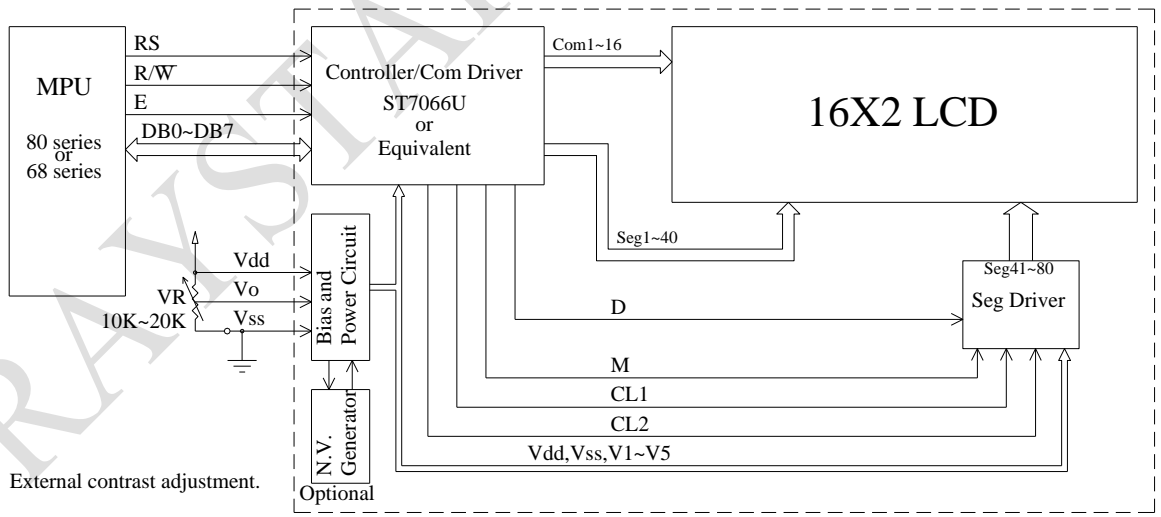 MPU
80 series
or
68 series
RS
R/W̅
E
DB0~DB7
Controller/Com Driver
ST7066U
or
Equivalent
Com1~16
16X2 LCD
Seg1~40
Seg41~80
Seg Driver
Vdd
Vo
Vss
VR
10K~20K
Bias and
Power Circuit
N.V.
Generator
Optional
D
M
CL1
CL2
Vdd,Vss,V1~V5
External contrast adjustment.
RAYSTA